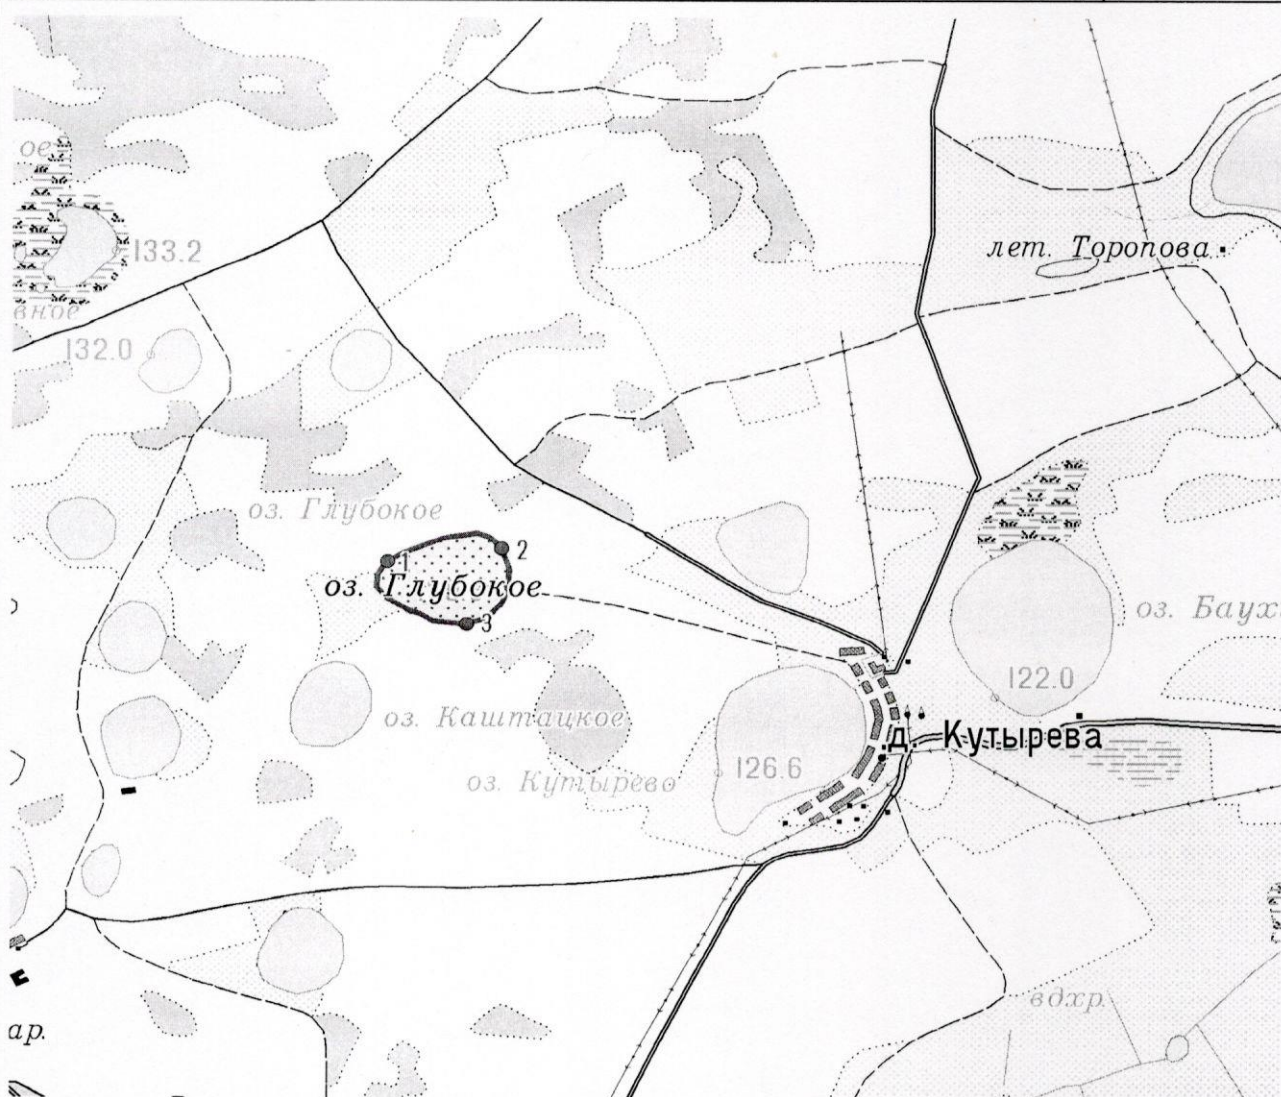 ое
133.2
лет. Торопова
вное
132.0
оз. Глубокое
1
2
оз. Глубокое
3
оз. Баух
122.0
оз. Каштацкое
д. Кутырева
126.6
оз. Кутырево
вдхр.
ар.